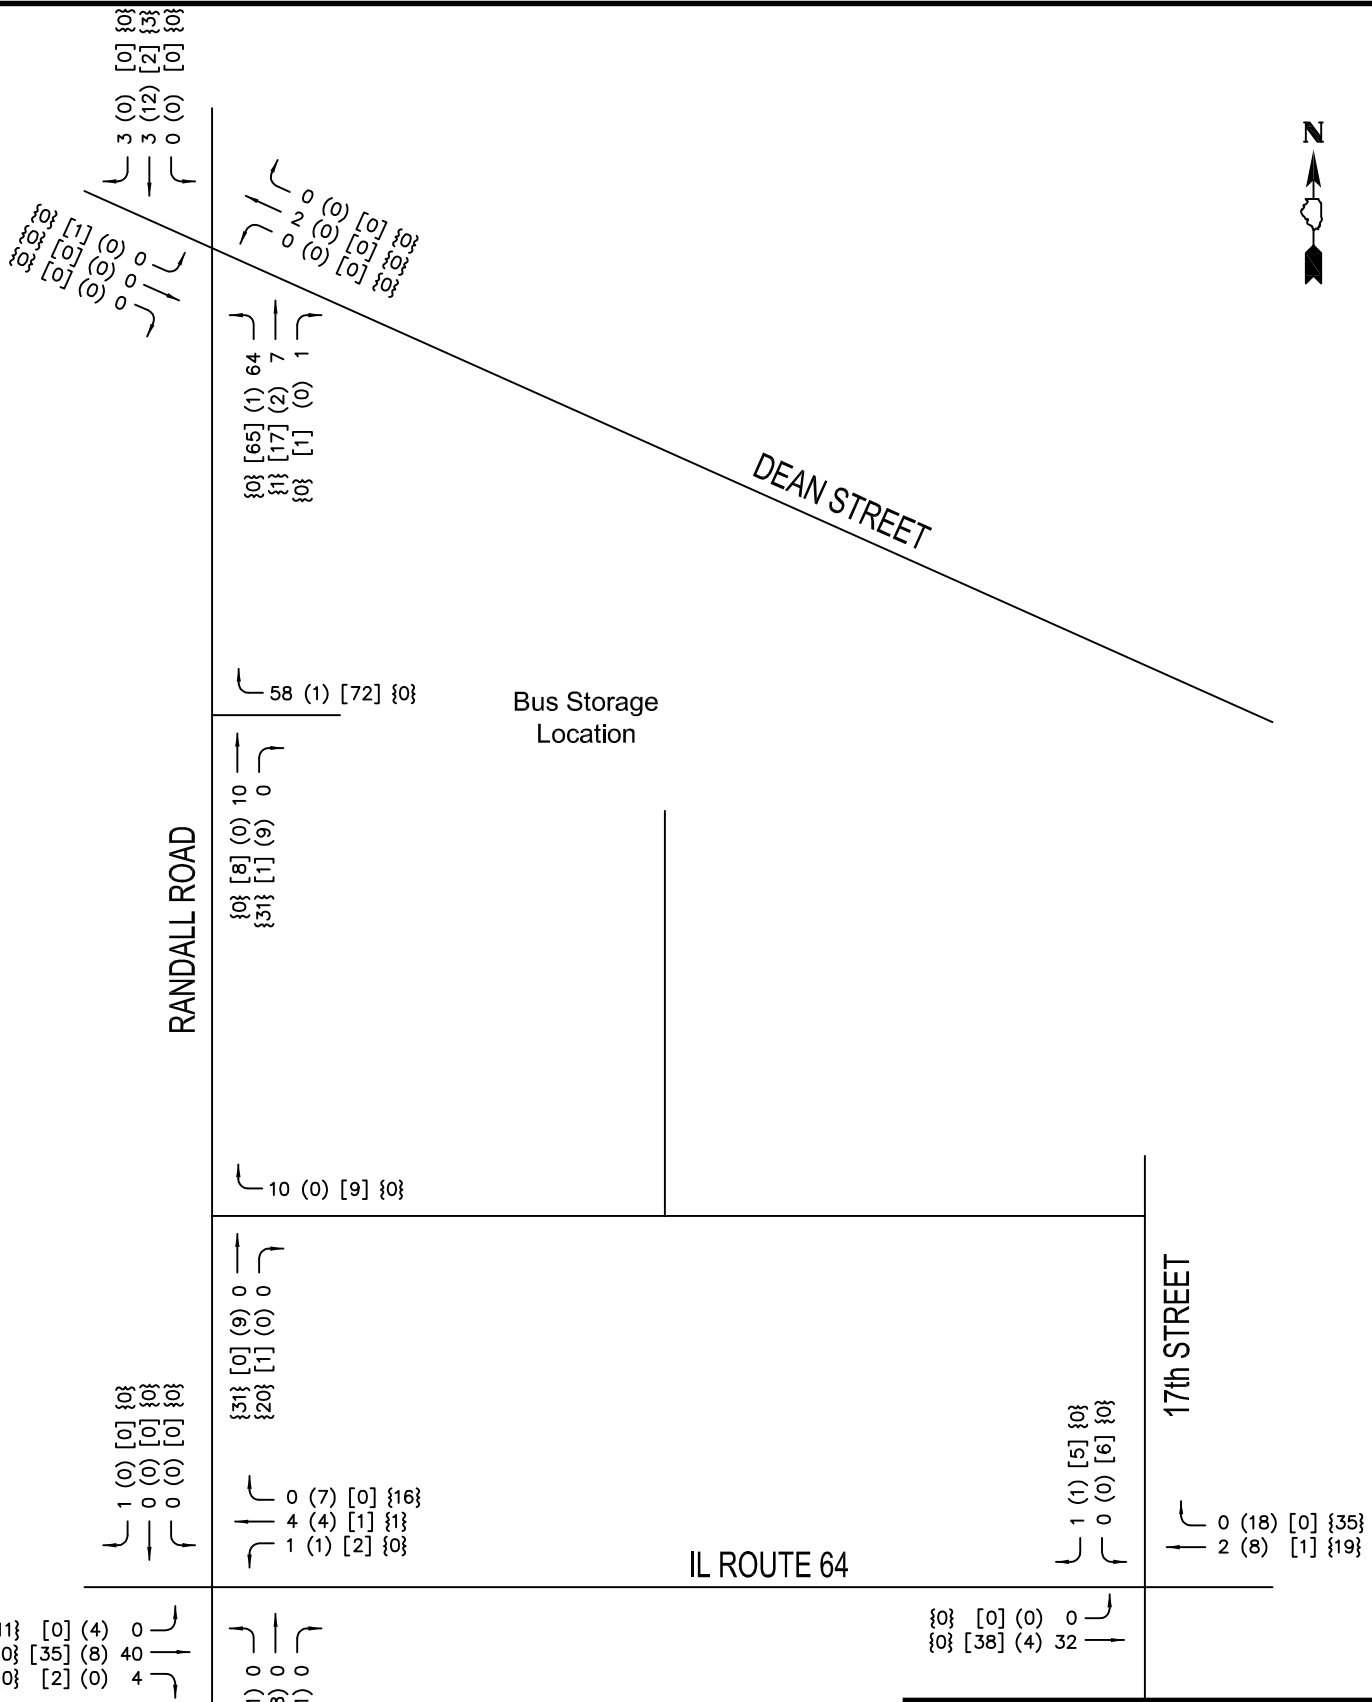 3 (0) [0] {0}
3 (12) [2] {3}
0 (0) [0] {0}
N
0 (0) [0] {0}
2 (0) [0] {0}
0 (0) [0] {0}
{0} [1] (0) 0
{0} [0] (0) 0
{0} [0] (0) 0
{0} [65] (1) 64
{1} [17] (2) 7
{0} [1] (0) 1
DEAN STREET
58 (1) [72] {0}
Bus Storage
Location
{0} [8] (0) 10
{31} [1] (9) 0
RANDALL ROAD
10 (0) [9] {0}
{31} [0] (9) 0
{20} [1] (0) 0
17th STREET
1 (0) [0] {0}
0 (0) [0] {0}
0 (0) [0] {0}
0 (7) [0] {16}
4 (4) [1] {1}
1 (1) [2] {0}
IL ROUTE 64
1 (1) [5] {0}
0 (0) [6] {0}
0 (18) [0] {35}
2 (8) [1] {19}
[0] (4) 0
[35] (8) 40
[2] (0) 4
0
0
0
{0} [0] (0) 0
{0} [38] (4) 32